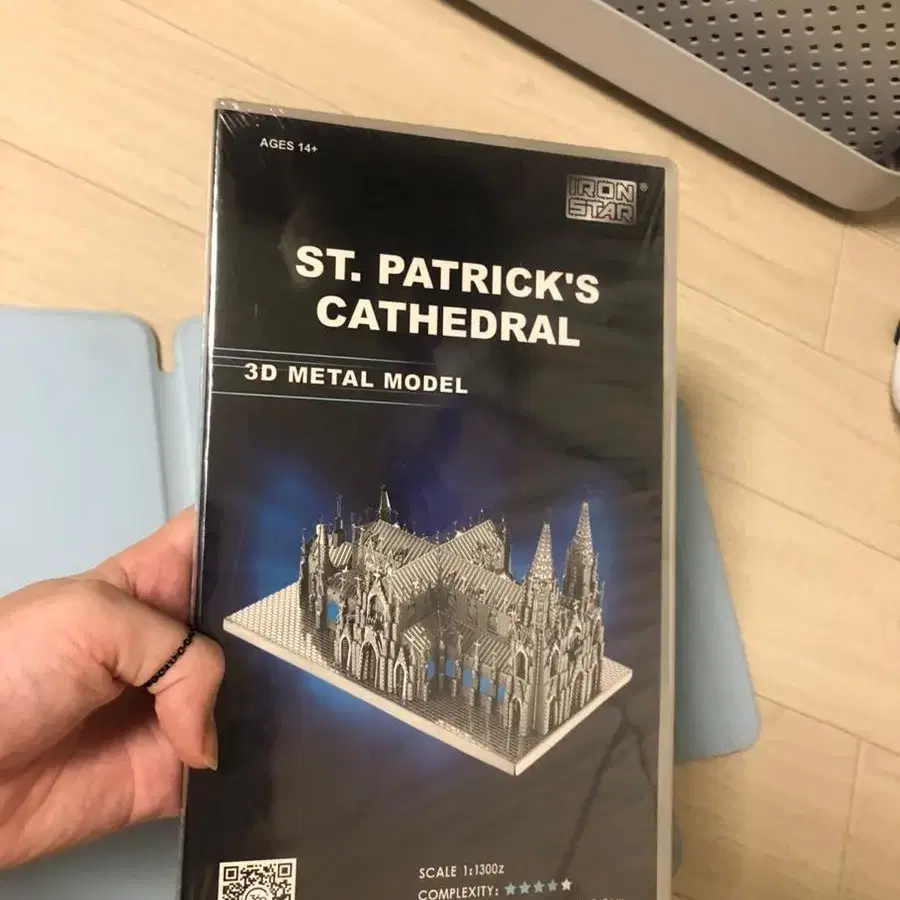 AGES 14+
IRON
STAR®
ST. PATRICK'S
CATHEDRAL
3D METAL MODEL
SCALE 1:1300z
COMPLEXITY: ★★★★★